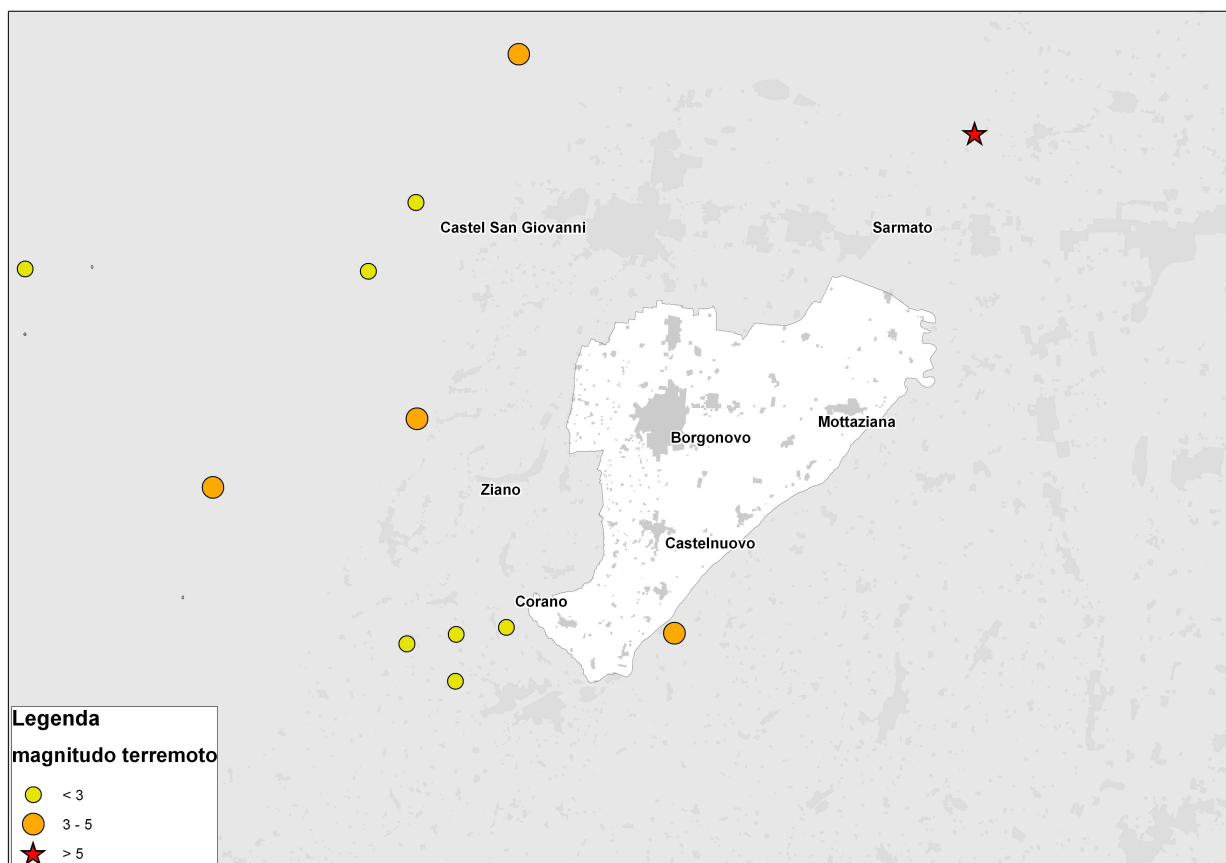 Castel San Giovanni
Sarmato
Mottaziana
Borgonovo
Ziano
Castelnuovo
Corano
Legenda
magnitudo terremoto
< 3
3 - 5
> 5